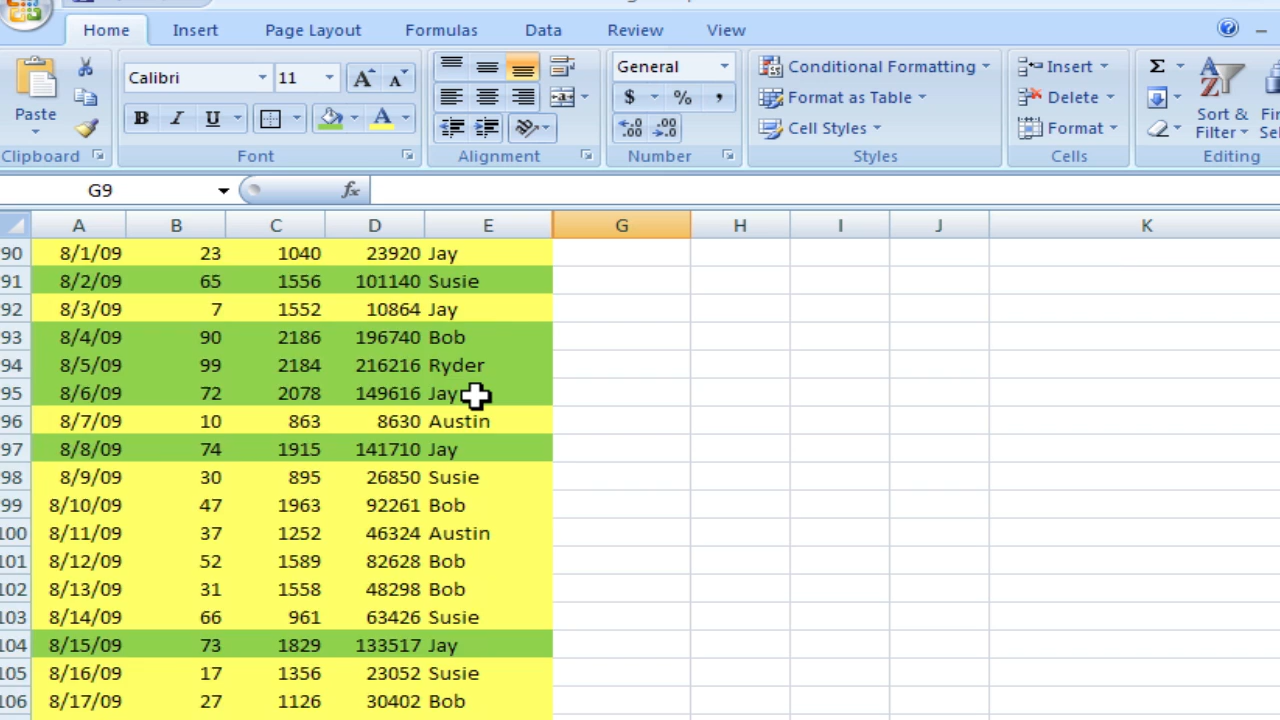 Home Insert Page Layout Formulas Data Review View
Calibri 11 A A General Conditional Formatting Insert Σ A Z
Paste B I U A $ % , Format as Table Delete Sort & Filter
.0 .00 .00 .0 Cell Styles Format
Clipboard Font Alignment Number Styles Cells Editing
G9 fx
A B C D E G H I J K
90 8/1/09 23 1040 23920 Jay
91 8/2/09 65 1556 101140 Susie
92 8/3/09 7 1552 10864 Jay
93 8/4/09 90 2186 196740 Bob
94 8/5/09 99 2184 216216 Ryder
95 8/6/09 72 2078 149616 Jay
96 8/7/09 10 863 8630 Austin
97 8/8/09 74 1915 141710 Jay
98 8/9/09 30 895 26850 Susie
99 8/10/09 47 1963 92261 Bob
100 8/11/09 37 1252 46324 Austin
101 8/12/09 52 1589 82628 Bob
102 8/13/09 31 1558 48298 Bob
103 8/14/09 66 961 63426 Susie
104 8/15/09 73 1829 133517 Jay
105 8/16/09 17 1356 23052 Susie
106 8/17/09 27 1126 30402 Bob